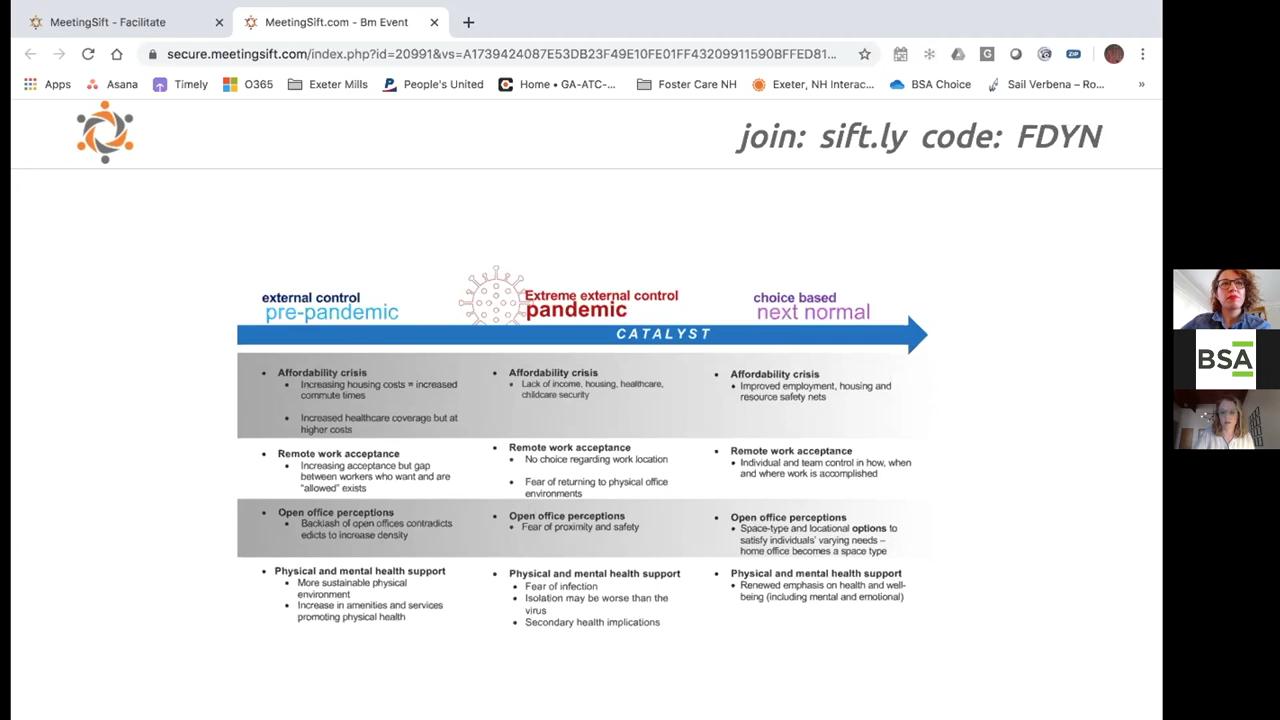 MeetingSift - Facilitate
MeetingSift.com - Bm Event
secure.meetingsift.com/index.php?id=20991&vs=A1739424087E53DB23F49E10FE01FF43209911590BFFED81...
Apps
Asana
Timely
O365
Exeter Mills
People's United
Home • GA-ATC-...
Foster Care NH
Exeter, NH Interac...
BSA Choice
Sail Verbena – Ro...
»
join: sift.ly code: FDYN
external control
pre-pandemic
Extreme external control
pandemic
choice based
next normal
CATALYST
• Affordability crisis
• Increasing housing costs = increased
commute times
• Increased healthcare coverage but at
higher costs
• Affordability crisis
• Lack of income, housing, healthcare,
childcare security
• Affordability crisis
• Improved employment, housing and
resource safety nets
• Remote work acceptance
• Increasing acceptance but gap
between workers who want and are
"allowed" exists
• Remote work acceptance
• No choice regarding work location
• Fear of returning to physical office
environments
• Remote work acceptance
• Individual and team control in how, when
and where work is accomplished
• Open office perceptions
• Backlash of open offices contradicts
edicts to increase density
• Open office perceptions
• Fear of proximity and safety
• Open office perceptions
• Space-type and locational options to
satisfy individuals' varying needs –
home office becomes a space type
• Physical and mental health support
• More sustainable physical
environment
• Increase in amenities and services
promoting physical health
• Physical and mental health support
• Fear of infection
• Isolation may be worse than the
virus
• Secondary health implications
• Physical and mental health support
• Renewed emphasis on health and well-
being (including mental and emotional)
BSA
ZIP
G